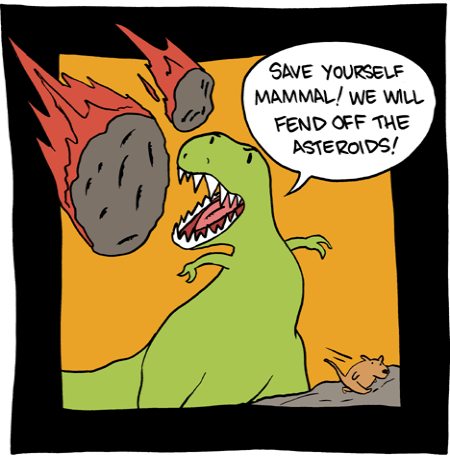 SAVE YOURSELF
MAMMAL! WE WILL
FEND OFF THE
ASTEROIDS!